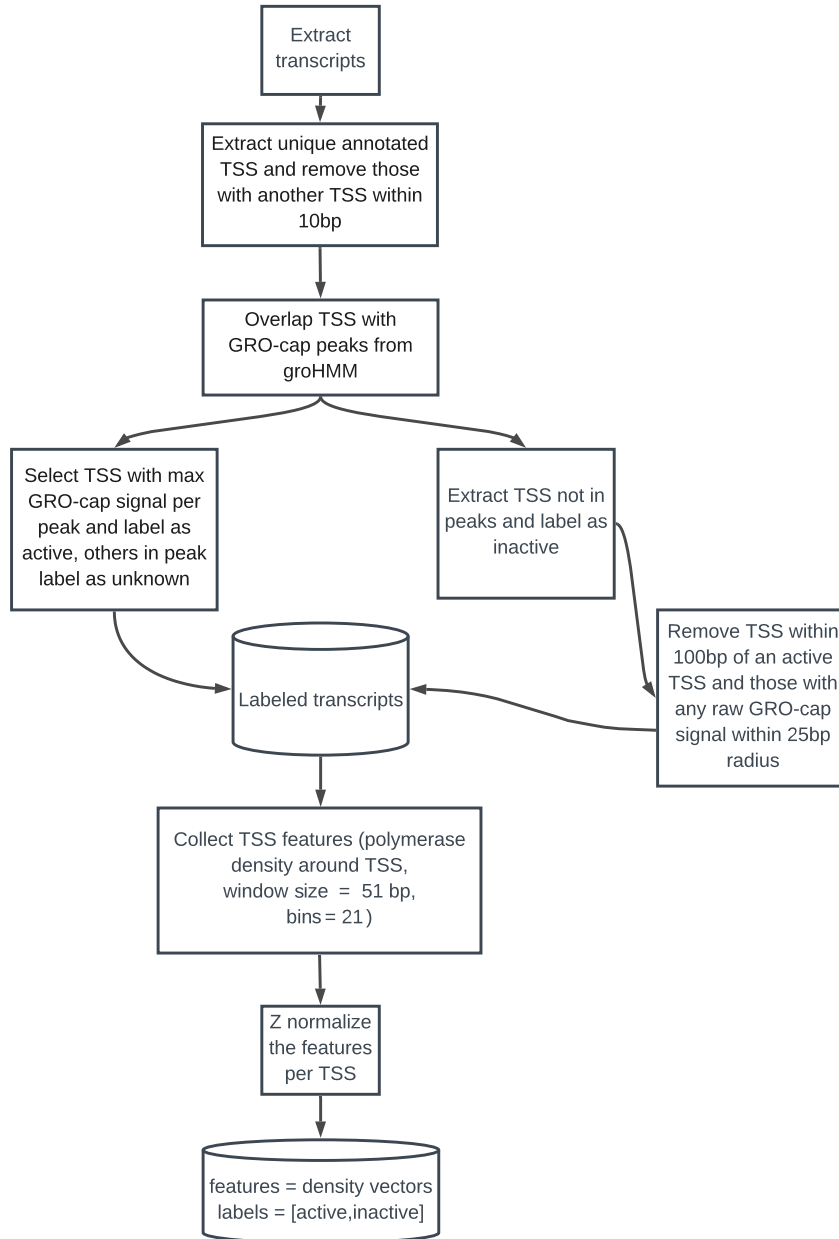 Extract
transcripts
Extract unique annotated
TSS and remove those
with another TSS within
10bp
Overlap TSS with
GRO-cap peaks from
groHMM
Select TSS with max
GRO-cap signal per
peak and label as
active, others in peak
label as unknown
Extract TSS not in
peaks and label as
inactive
Remove TSS within
100bp of an active
TSS and those with
any raw GRO-cap
signal within 25bp
radius
Labeled transcripts
Collect TSS features (polymerase
density around TSS,
window size = 51 bp,
bins = 21)
Z normalize
the features
per TSS
features = density vectors
labels = [active,inactive]